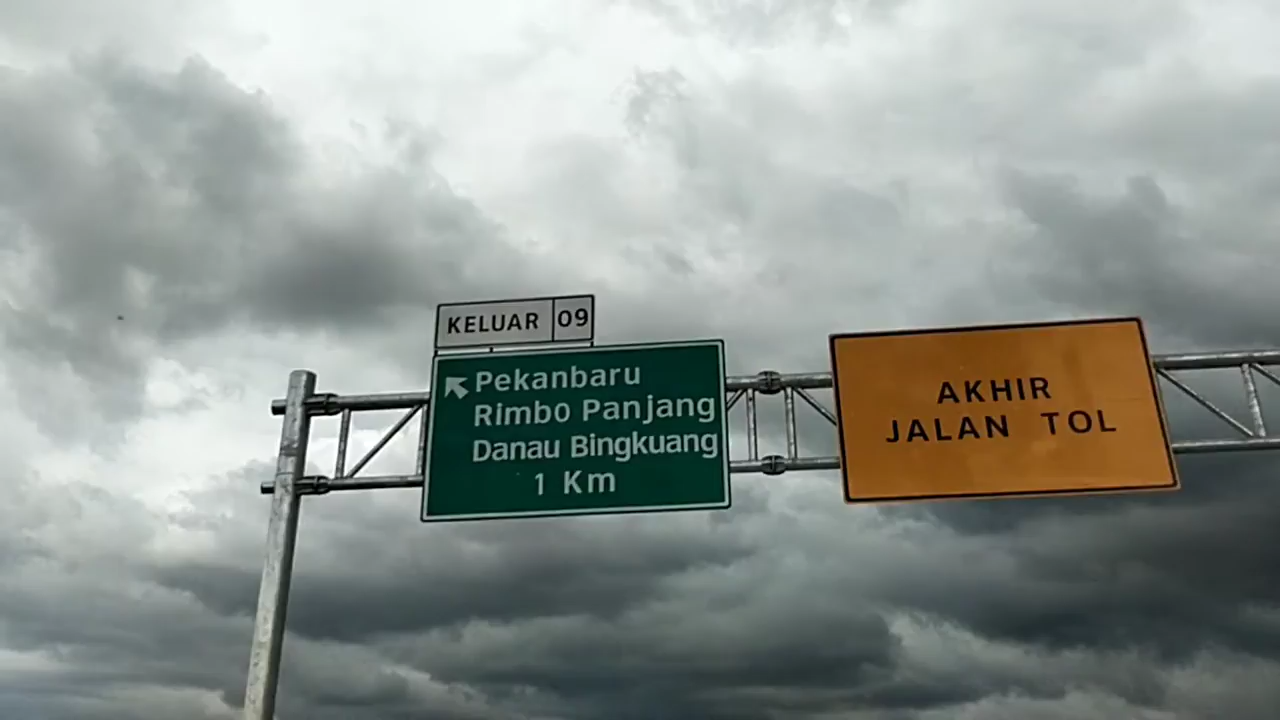 KELUAR 09
Pekanbaru
Rimbo Panjang
Danau Bingkuang
1 Km
AKHIR
JALAN TOL